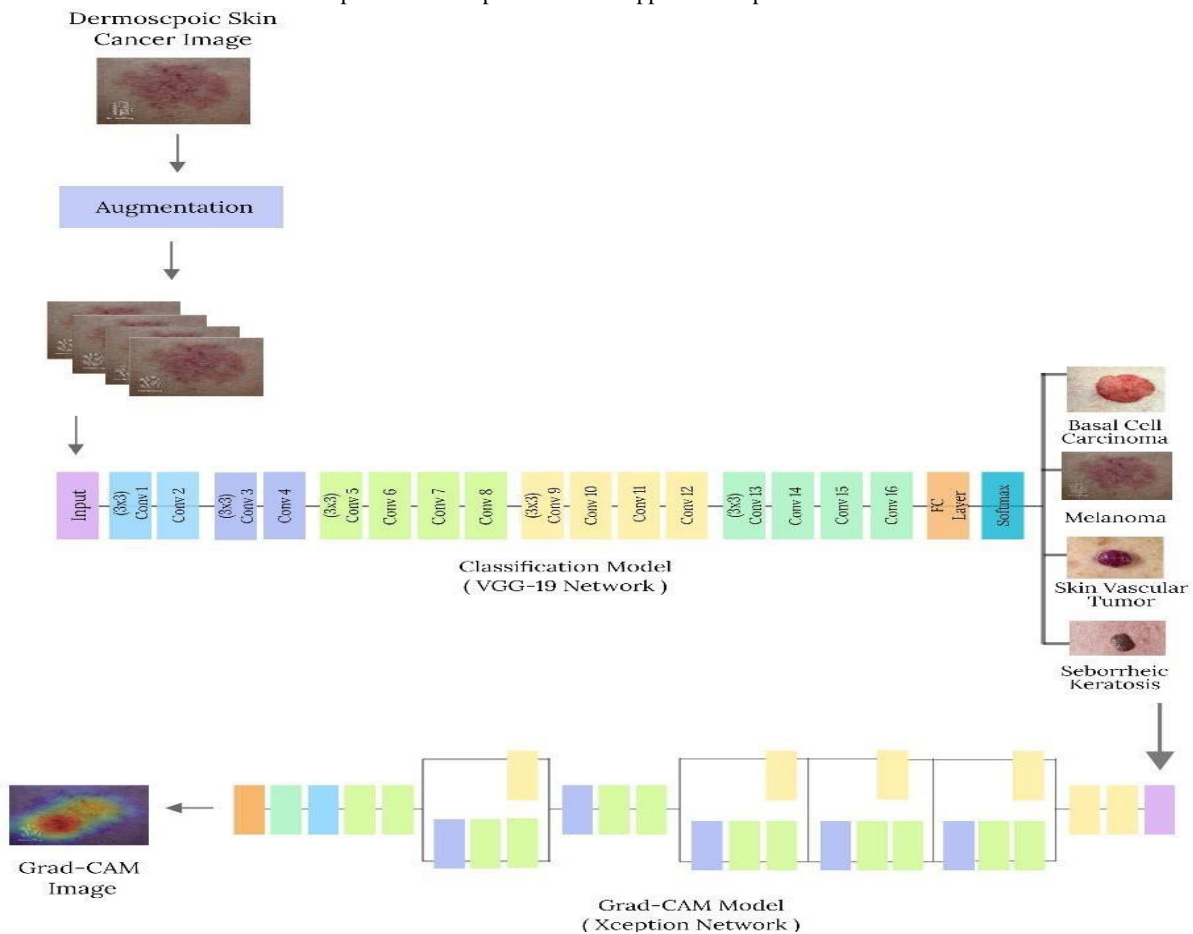 Dermoscpoic Skin
Cancer Image
Augmentation
Input
(3x3)
Conv 1
Conv 2
(3x3)
Conv 3
Conv 4
(3x3)
Conv 5
Conv 6
Conv 7
Conv 8
(3x3)
Conv 9
Conv 10
Conv 11
Conv 12
(3x3)
Conv 13
Conv 14
Conv 15
Conv 16
FC
Layer
Softmax
Classification Model
( VGG-19 Network )
Basal Cell
Carcinoma
Melanoma
Skin Vascular
Tumor
Seborrheic
Keratosis
Grad-CAM
Image
Grad-CAM Model
( Xception Network )